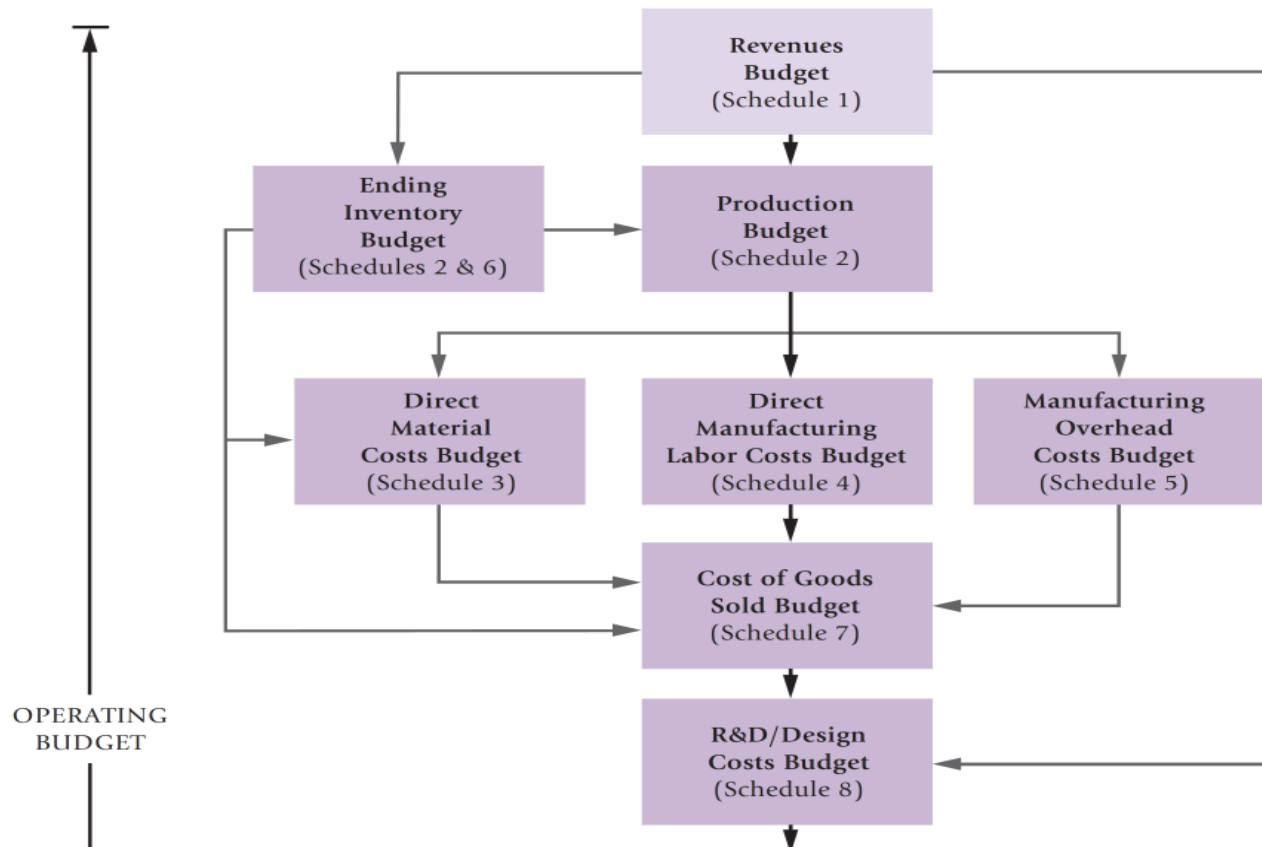 Revenues
Budget
(Schedule 1)
Ending
Inventory
Budget
(Schedules 2 & 6)
Production
Budget
(Schedule 2)
Direct
Material
Costs Budget
(Schedule 3)
Direct
Manufacturing
Labor Costs Budget
(Schedule 4)
Manufacturing
Overhead
Costs Budget
(Schedule 5)
Cost of Goods
Sold Budget
(Schedule 7)
OPERATING
BUDGET
R&D/Design
Costs Budget
(Schedule 8)